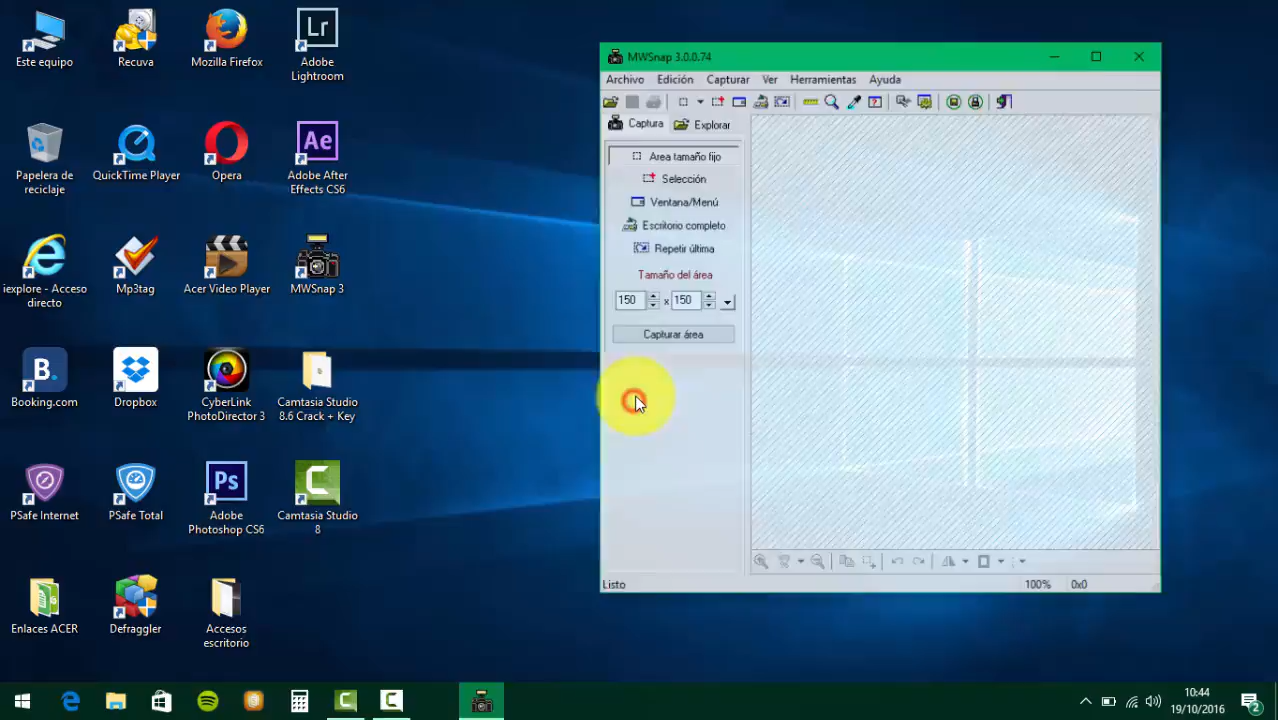 Este equipo
Recuva
Mozilla Firefox
Lr
Adobe
Lightroom
Papelera de
reciclaje
QuickTime Player
Opera
Ae
Adobe After
Effects CS6
iexplore - Acceso
directo
Mp3tag
Acer Video Player
MWSnap 3
B.
Booking.com
Dropbox
CyberLink
PhotoDirector 3
Camtasia Studio
8.6 Crack + Key
PSafe Internet
PSafe Total
Ps
Adobe
Photoshop CS6
Camtasia Studio
8
Enlaces ACER
Defraggler
Accesos
escritorio
MWSnap 3.0.0.74
Archivo Edición Capturar Ver Herramientas Ayuda
Captura Explorar
Area tamaño fijo
Selección
Ventana/Menú
Escritorio completo
Repetir última
Tamaño del área
150 x 150
Capturar área
Listo 100% 0x0
10:44
19/10/2016
2